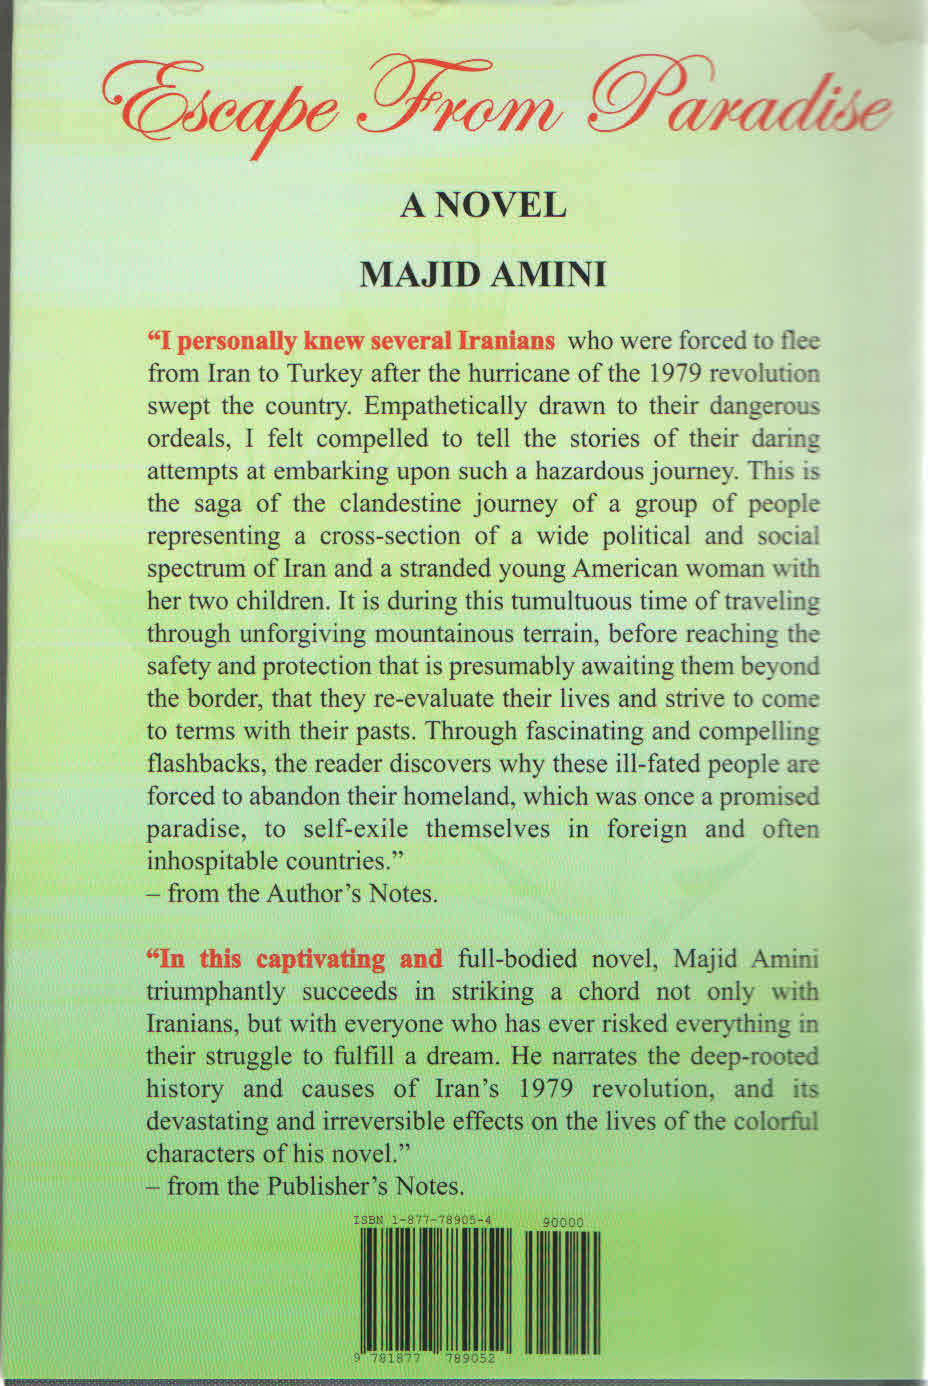 Escape From Paradise
A NOVEL
MAJID AMINI
“I personally knew several Iranians who were forced to flee
from Iran to Turkey after the hurricane of the 1979 revolution
swept the country. Empathetically drawn to their dangerous
ordeals, I felt compelled to tell the stories of their daring
attempts at embarking upon such a hazardous journey. This is
the saga of the clandestine journey of a group of people
representing a cross-section of a wide political and social
spectrum of Iran and a stranded young American woman with
her two children. It is during this tumultuous time of traveling
through unforgiving mountainous terrain, before reaching the
safety and protection that is presumably awaiting them beyond
the border, that they re-evaluate their lives and strive to come
to terms with their pasts. Through fascinating and compelling
flashbacks, the reader discovers why these ill-fated people are
forced to abandon their homeland, which was once a promised
paradise, to self-exile themselves in foreign and often
inhospitable countries.”
– from the Author’s Notes.
“In this captivating and full-bodied novel, Majid Amini
triumphantly succeeds in striking a chord not only with
Iranians, but with everyone who has ever risked everything in
their struggle to fulfill a dream. He narrates the deep-rooted
history and causes of Iran’s 1979 revolution, and its
devastating and irreversible effects on the lives of the colorful
characters of his novel.”
– from the Publisher’s Notes.
ISBN 1-877-78905-4 90000
9 781877 789052